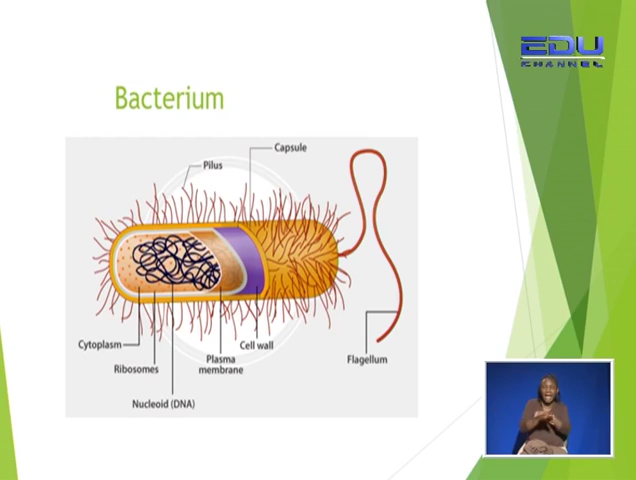 EDU
CHANNEL
Bacterium
Capsule
Pilus
Cytoplasm
Cell wall
Ribosomes
Plasma
membrane
Flagellum
Nucleoid (DNA)